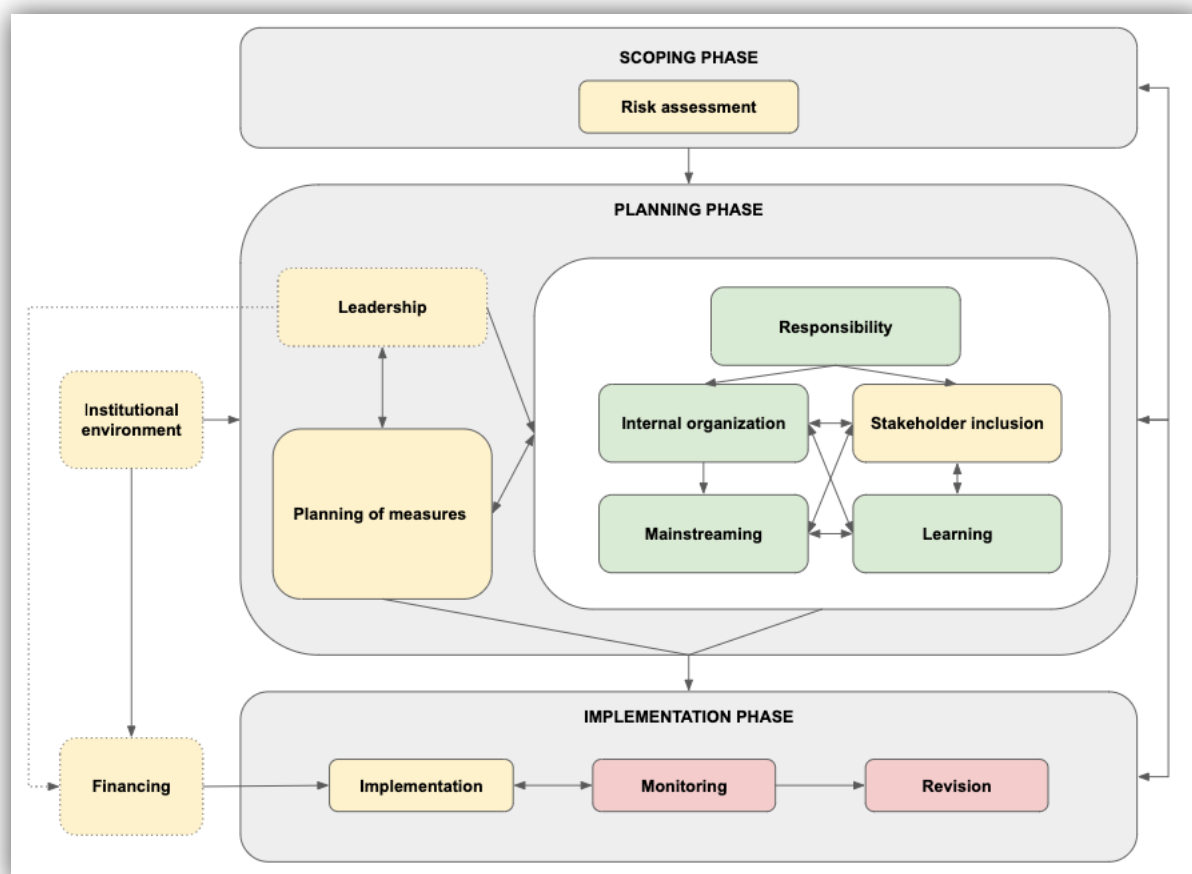 SCOPING PHASE
Risk assessment
PLANNING PHASE
Leadership
Responsibility
Institutional
environment
Internal organization
Stakeholder inclusion
Planning of measures
Mainstreaming
Learning
IMPLEMENTATION PHASE
Financing
Implementation
Monitoring
Revision